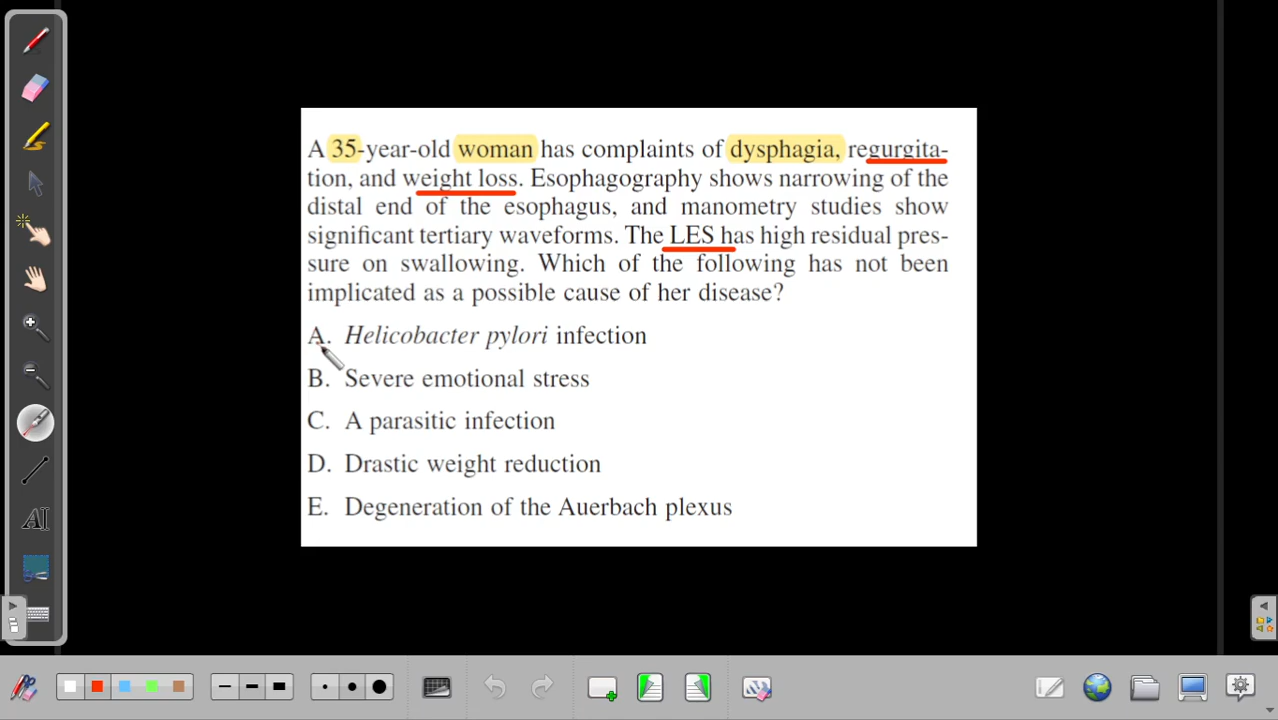 A 35-year-old woman has complaints of dysphagia, regurgita-
tion, and weight loss. Esophagography shows narrowing of the
distal end of the esophagus, and manometry studies show
significant tertiary waveforms. The LES has high residual pres-
sure on swallowing. Which of the following has not been
implicated as a possible cause of her disease?
A. Helicobacter pylori infection
B. Severe emotional stress
C. A parasitic infection
D. Drastic weight reduction
E. Degeneration of the Auerbach plexus